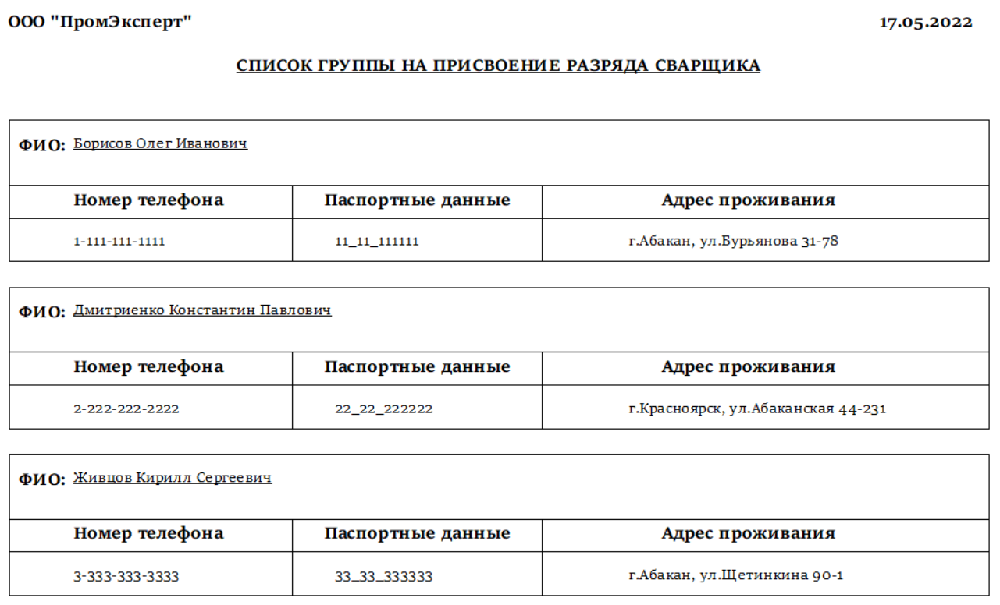 ООО "ПромЭксперт" 17.05.2022
СПИСОК ГРУППЫ НА ПРИСВОЕНИЕ РАЗРЯДА СВАРЩИКА
ФИО: Борисов Олег Иванович
Номер телефона Паспортные данные Адрес проживания
1-111-111-1111 11_11_111111 г.Абакан, ул.Бурьянова 31-78
ФИО: Дмитриенко Константин Павлович
Номер телефона Паспортные данные Адрес проживания
2-222-222-2222 22_22_222222 г.Красноярск, ул.Абаканская 44-231
ФИО: Живцов Кирилл Сергеевич
Номер телефона Паспортные данные Адрес проживания
3-333-333-3333 33_33_333333 г.Абакан, ул.Щетинкина 90-1